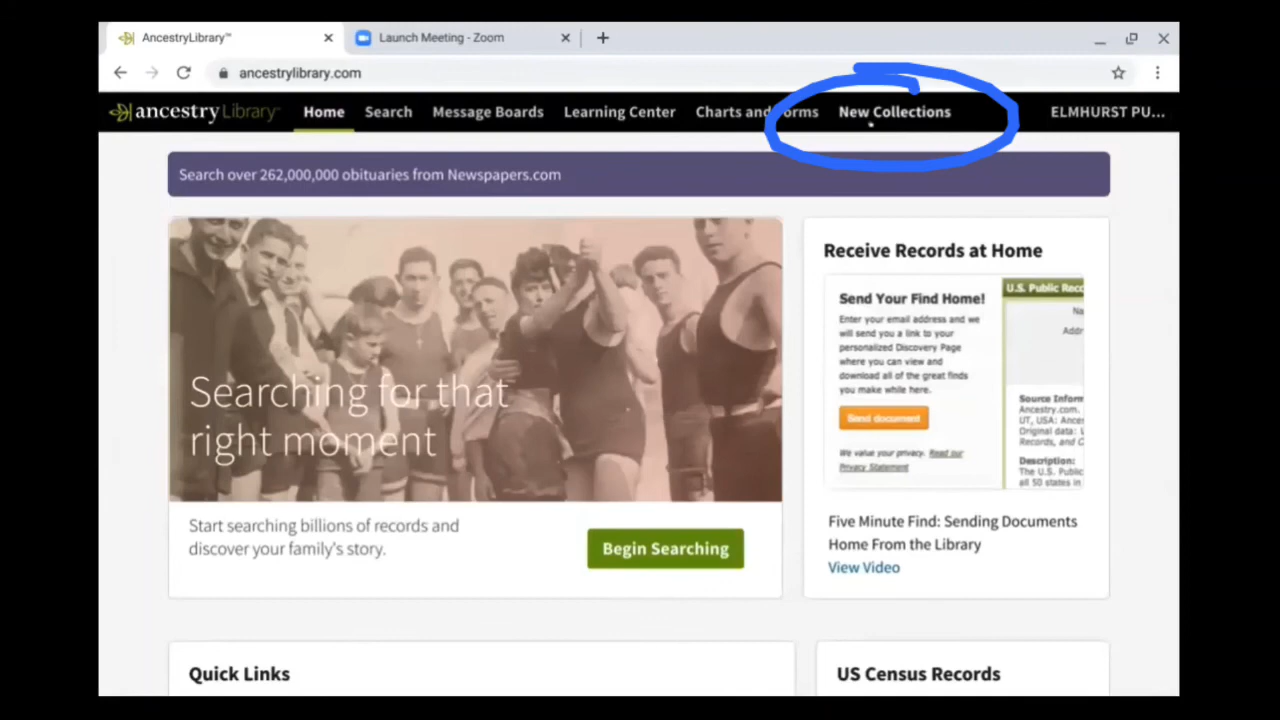 AncestryLibrary™
Launch Meeting - Zoom
ancestrylibrary.com
ancestryLibrary Home Search Message Boards Learning Center Charts and Forms New Collections ELMHURST PU...
Search over 262,000,000 obituaries from Newspapers.com
Searching for that
right moment
Start searching billions of records and
discover your family's story.
Begin Searching
Receive Records at Home
Send Your Find Home!
Enter your email address and we
will send you a link to your
personalized Discovery Page
where you can view and
download all of the great finds
you make while here.
Send document
We value your privacy. Read our
Privacy Statement
U.S. Public Reco
Na
Addr
Source Inform
Ancestry.com.
UT, USA: Ances
Original data: U
Records, and C
Description:
The U.S. Public
all 50 states in
Five Minute Find: Sending Documents
Home From the Library
View Video
Quick Links
US Census Records